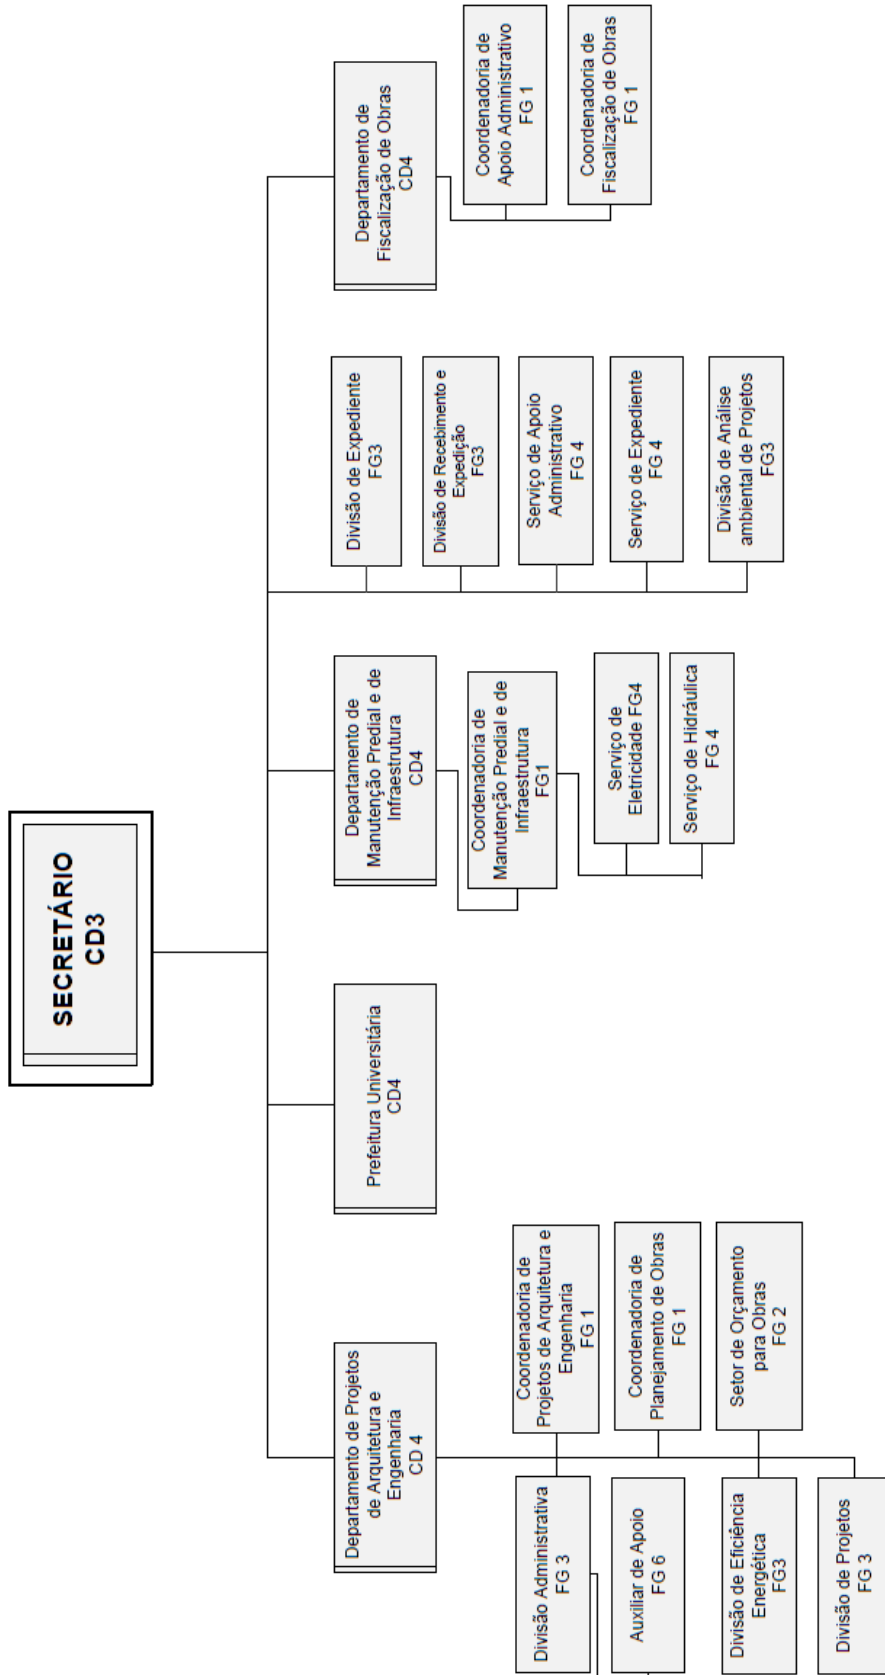 SECRETÁRIO
CD3
Departamento de Projetos
de Arquitetura e
Engenharia
CD 4
Prefeitura Universitária
CD4
Departamento de
Manutenção Predial e de
Infraestrutura
CD4
Departamento de
Fiscalização de Obras
CD4
Divisão Administrativa
FG 3
Auxiliar de Apoio
FG 6
Divisão de Eficiência
Energética
FG3
Divisão de Projetos
FG 3
Coordenadoria de
Projetos de Arquitetura e
Engenharia
FG 1
Coordenadoria de
Planejamento de Obras
FG 1
Setor de Orçamento
para Obras
FG 2
Coordenadoria de
Manutenção Predial e de
Infraestrutura
FG1
Serviço de
Eletricidade FG4
Serviço de Hidráulica
FG 4
Divisão de Expediente
FG3
Divisão de Recebimento e
Expedição
FG3
Serviço de Apoio
Administrativo
FG 4
Serviço de Expediente
FG 4
Divisão de Análise
ambiental de Projetos
FG3
Coordenadoria de
Apoio Administrativo
FG 1
Coordenadoria de
Fiscalização de Obras
FG 1